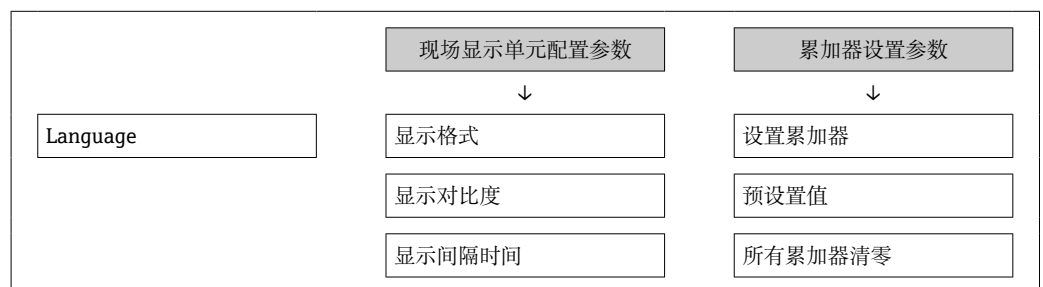 现场显示单元配置参数 累加器设置参数
↓ ↓
Language 显示格式 设置累加器
显示对比度 预设置值
显示间隔时间 所有累加器清零